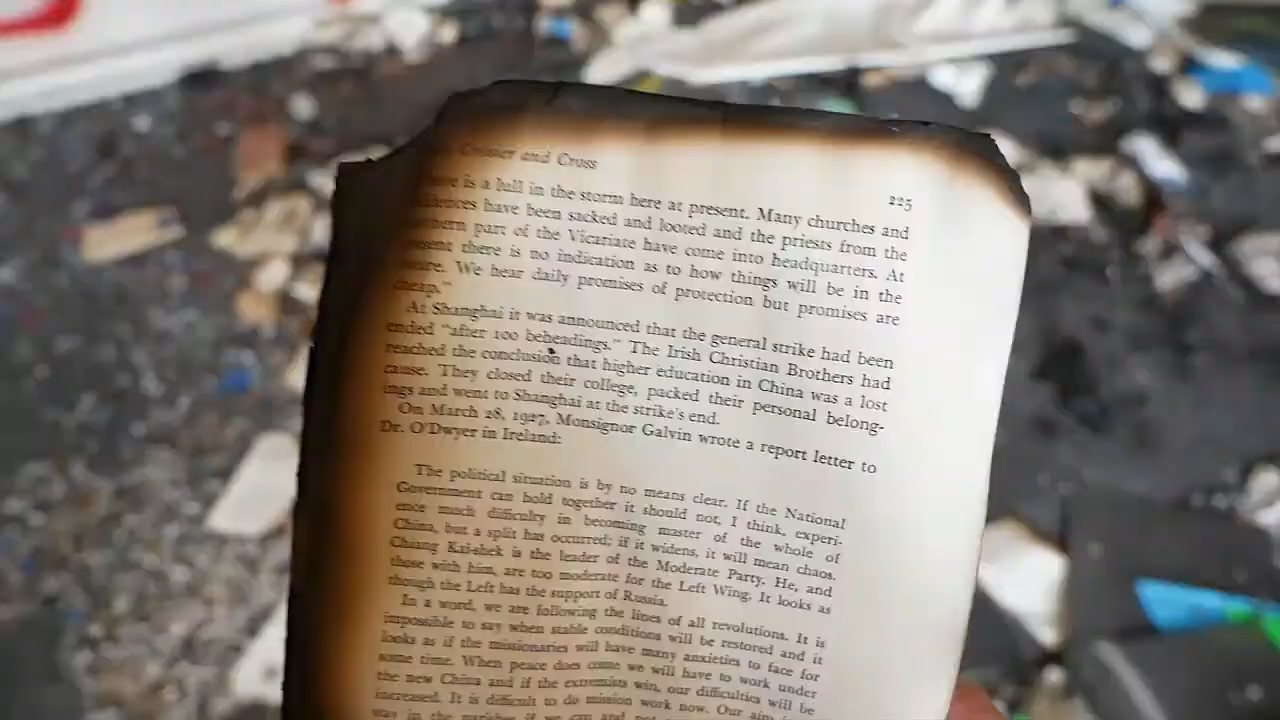 Crosier and Cross
225
is a lull in the storm here at present. Many churches and
have been sacked and looted and the priests from the
part of the Vicariate have come into headquarters. At
there is no indication as to how things will be in the
We hear daily promises of protection but promises are
cheap."
At Shanghai it was announced that the general strike had been
ended "after 100 beheadings." The Irish Christian Brothers had
reached the conclusion that higher education in China was a lost
cause. They closed their college, packed their personal belong-
ings and went to Shanghai at the strike's end.
On March 28, 1927, Monsignor Galvin wrote a report letter to
Dr. O'Dwyer in Ireland:
The political situation is by no means clear. If the National
Government can hold together it should not, I think, experi-
ence much difficulty in becoming master of the whole of
China, but a split has occurred; if it widens, it will mean chaos.
Chiang Kai-shek is the leader of the Moderate Party. He, and
those with him, are too moderate for the Left Wing. It looks as
though the Left has the support of Russia.
In a word, we are following the lines of all revolutions. It is
impossible to say when stable conditions will be restored and it
looks as if the missionaries will have many anxieties to face for
some time. When peace does come we will have to work under
the new China and if the extremists win, our difficulties will be
increased. It is difficult to do mission work now. Our aim is
way in the parishes if we can and not